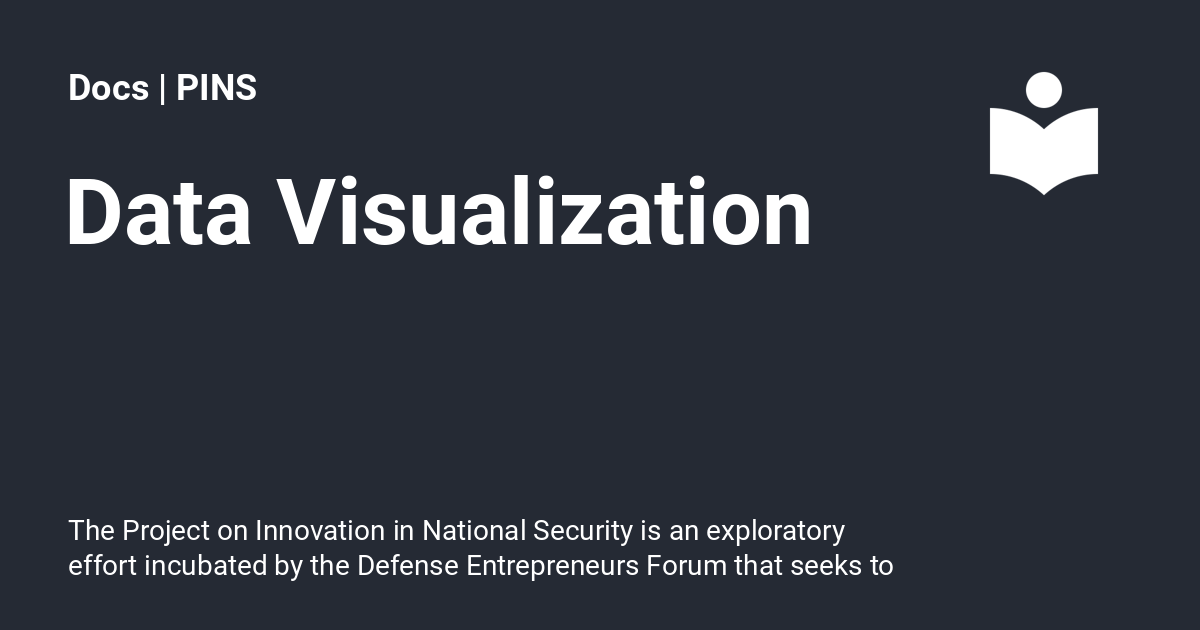 Docs | PINS
Data Visualization
The Project on Innovation in National Security is an exploratory
effort incubated by the Defense Entrepreneurs Forum that seeks to